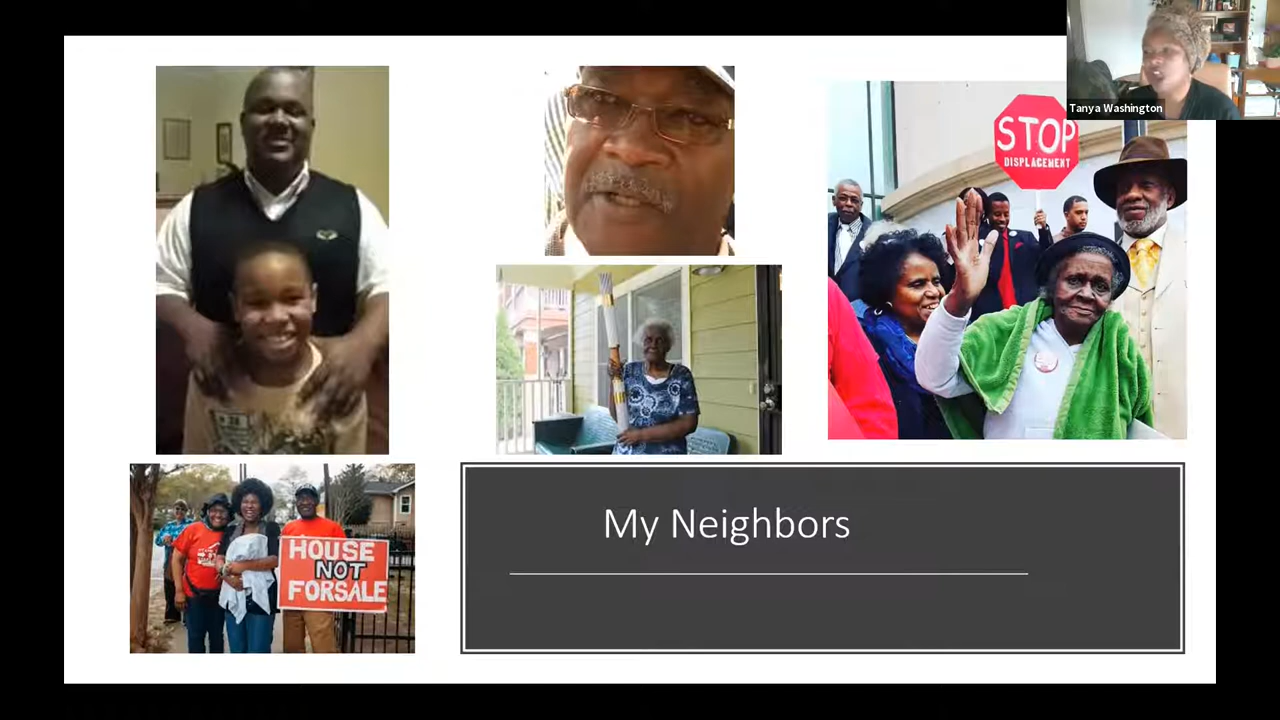 Tanya Washington
STOP
DISPLACEMENT
HOUSE
NOT
FORSALE
My Neighbors